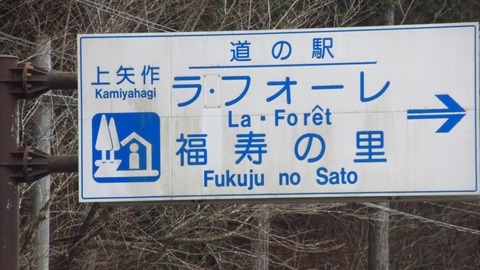 道の駅
上矢作
Kamiyahagi
ラ・フォーレ
La・Forêt
福寿の里
Fukuju no Sato